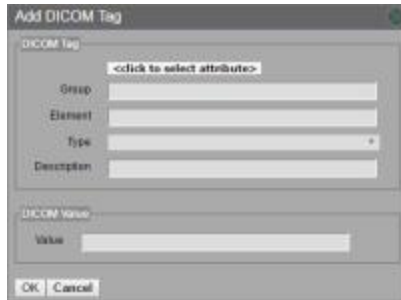 Add DICOM Tag
DICOM Tag
<click to select attribute>
Group
Element
Type
Description
DICOM Value
Value
OK Cancel